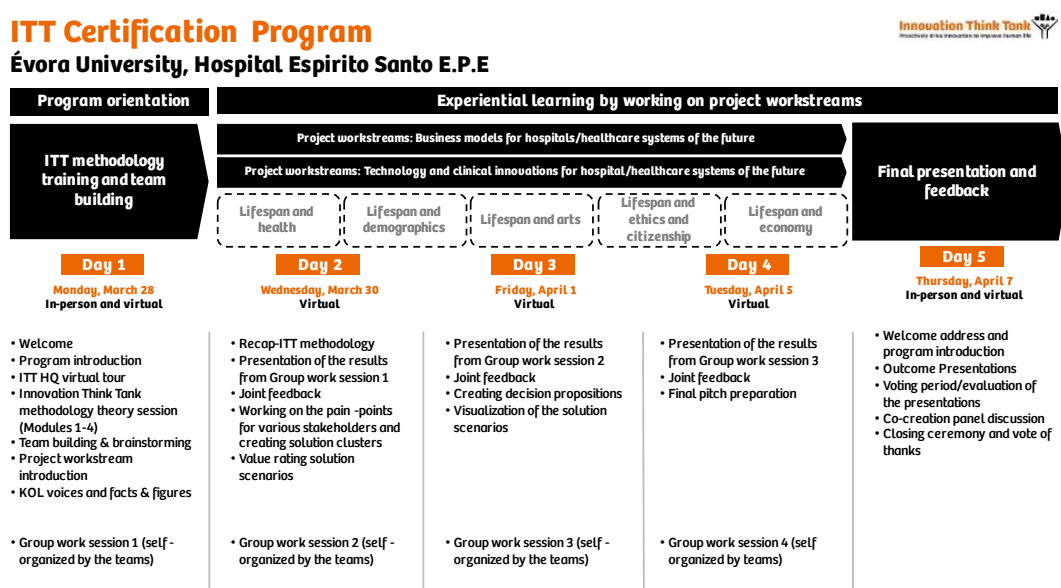 ITT Certification Program
Évora University, Hospital Espirito Santo E.P.E
Innovation Think Tank
Proactively drive innovation to improve human life
Program orientation
Experiential learning by working on project workstreams
ITT methodology
training and team
building
Project workstreams: Business models for hospitals/healthcare systems of the future
Project workstreams: Technology and clinical innovations for hospital/healthcare systems of the future
Lifespan and
health
Lifespan and
demographics
Lifespan and arts
Lifespan and
ethics and
citizenship
Lifespan and
economy
Final presentation and
feedback
Day 1
Monday, March 28
In-person and virtual
• Welcome
• Program introduction
• ITT HQ virtual tour
• Innovation Think Tank
methodology theory session
(Modules 1-4)
• Team building & brainstorming
• Project workstream
introduction
• KOL voices and facts & figures
• Group work session 1 (self -
organized by the teams)
Day 2
Wednesday, March 30
Virtual
• Recap-ITT methodology
• Presentation of the results
from Group work session 1
• Joint feedback
• Working on the pain -points
for various stakeholders and
creating solution clusters
• Value rating solution
scenarios
• Group work session 2 (self -
organized by the teams)
Day 3
Friday, April 1
Virtual
• Presentation of the results
from Group work session 2
• Joint feedback
• Creating decision propositions
• Visualization of the solution
scenarios
• Group work session 3 (self -
organized by the teams)
Day 4
Tuesday, April 5
Virtual
• Presentation of the results
from Group work session 3
• Joint feedback
• Final pitch preparation
• Group work session 4 (self
organized by teams)
Day 5
Thursday, April 7
In-person and virtual
• Welcome address and
program introduction
• Outcome Presentations
• Voting period/evaluation of
the presentations
• Co-creation panel discussion
• Closing ceremony and vote of
thanks